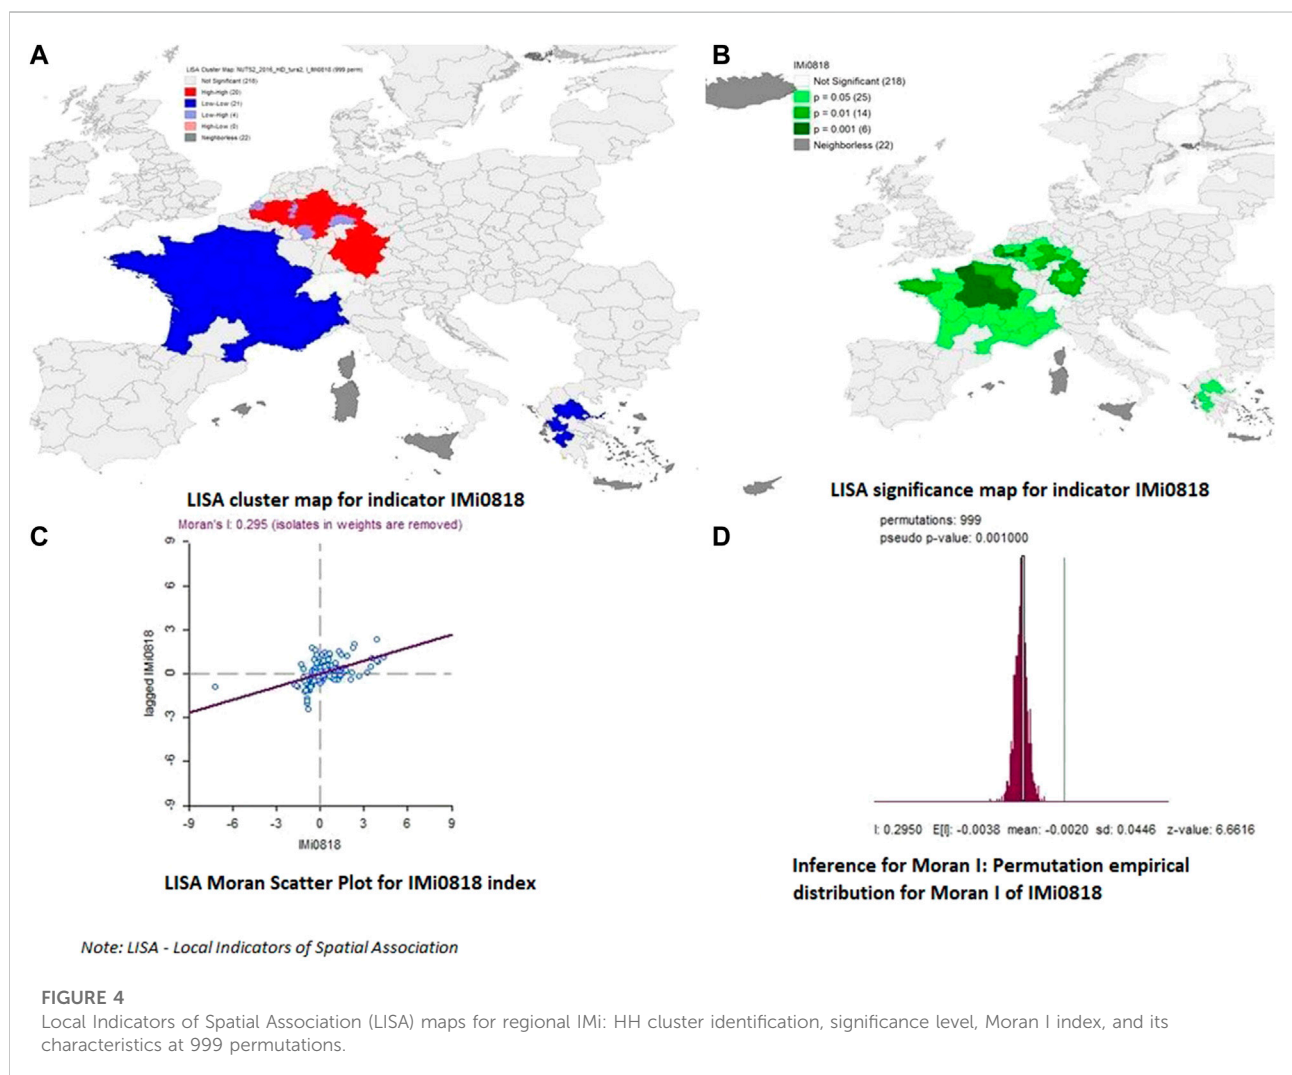 A
LISA Cluster Map: NUTS2_2016_HD_tura2, I_IMi0818 (999 perm)
Not Significant (218)
High-High (20)
Low-Low (21)
Low-High (4)
High-Low (0)
Neighborless (22)
LISA cluster map for indicator IMi0818
B
IMi0818
Not Significant (218)
p = 0.05 (25)
p = 0.01 (14)
p = 0.001 (6)
Neighborless (22)
LISA significance map for indicator IMi0818
C
Moran's I: 0.295 (isolates in weights are removed)
9
6
3
0
-3
-6
-9
lagged IMi0818
-9 -6 -3 0 3 6 9
IMi0818
LISA Moran Scatter Plot for IMi0818 index
D
permutations: 999
pseudo p-value: 0.001000
I: 0.2950 E[I]: -0.0038 mean: -0.0020 sd: 0.0446 z-value: 6.6616
Inference for Moran I: Permutation empirical
distribution for Moran I of IMi0818
Note: LISA - Local Indicators of Spatial Association
FIGURE 4
Local Indicators of Spatial Association (LISA) maps for regional IMi: HH cluster identification, significance level, Moran I index, and its
characteristics at 999 permutations.